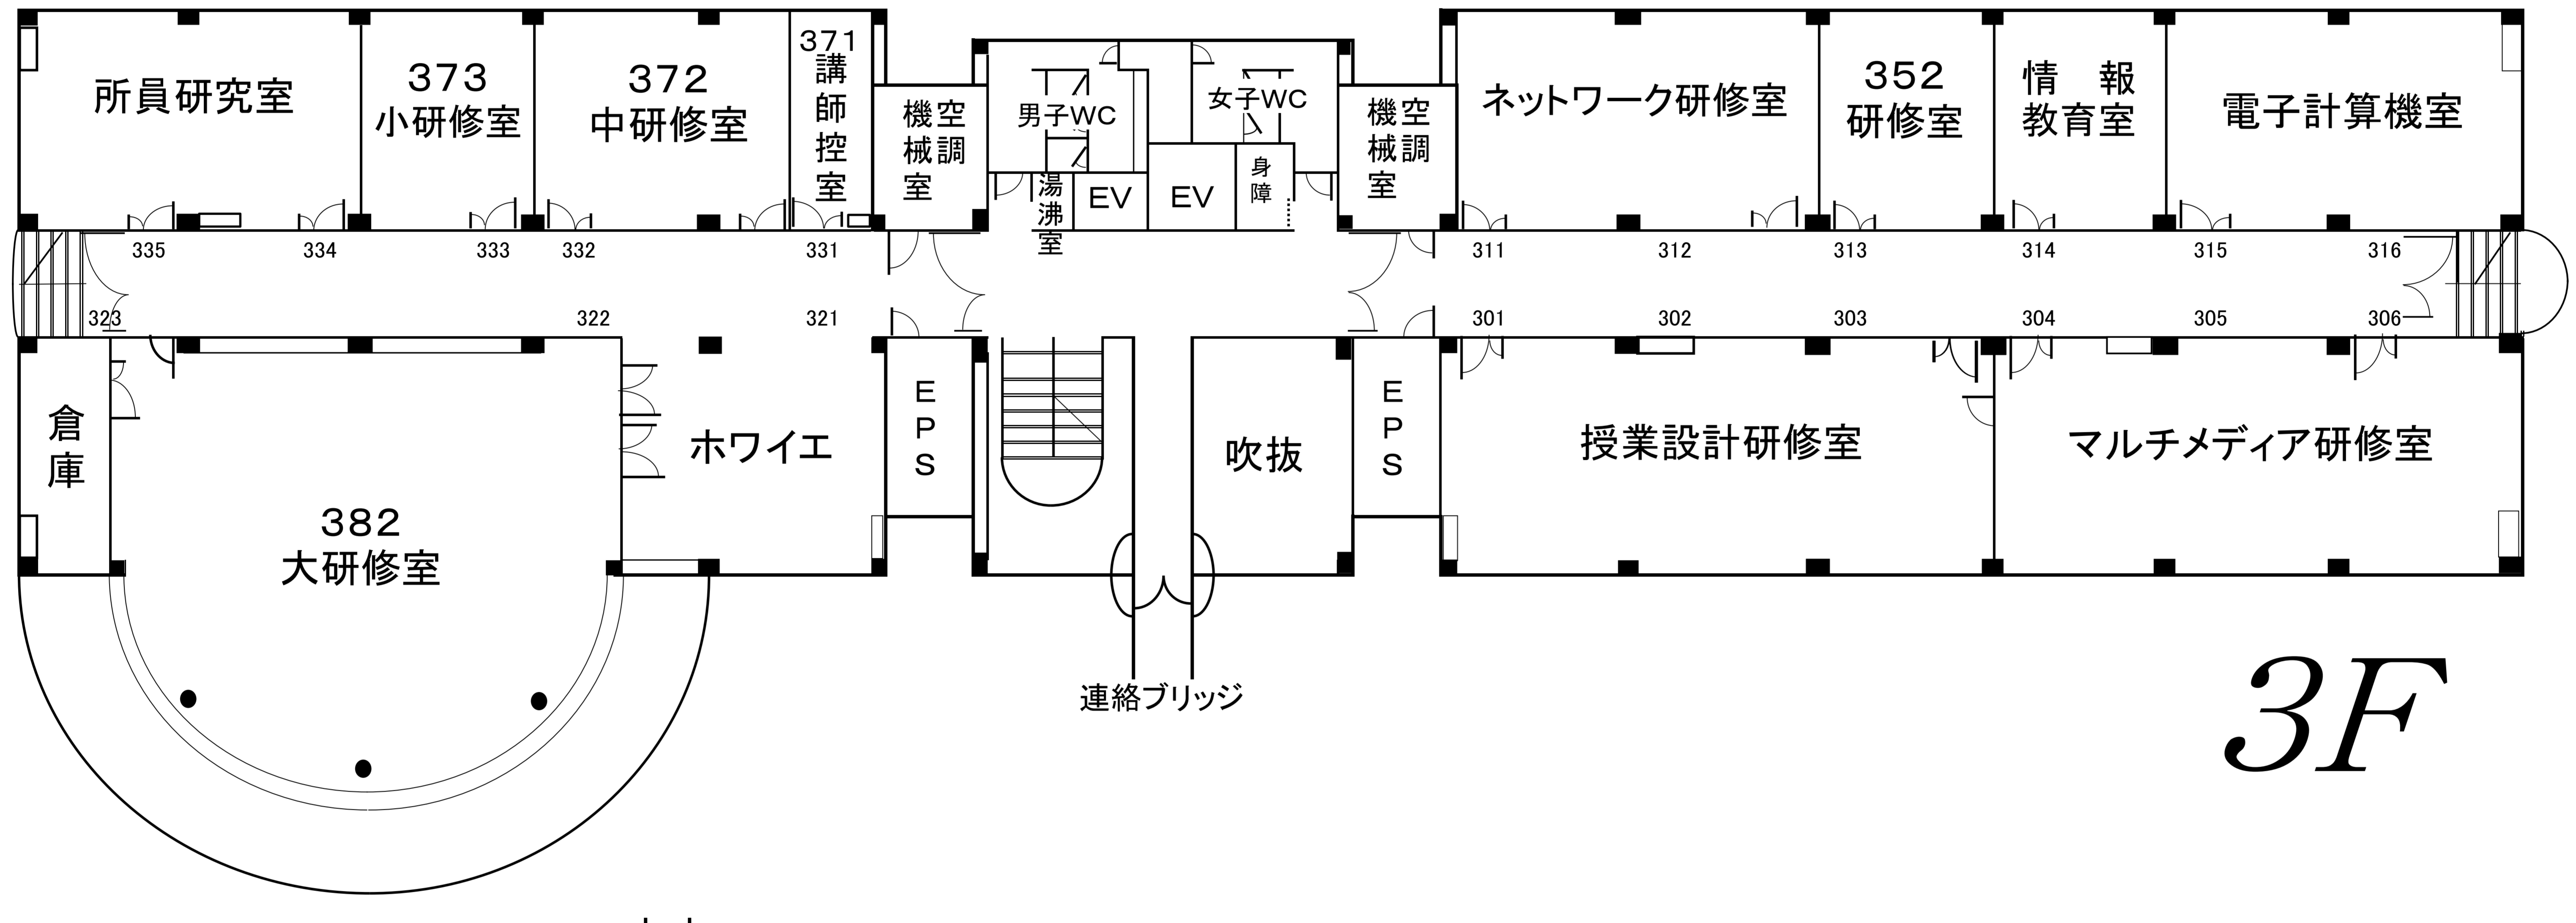 所員研究室
373
小研修室
372
中研修室
371
講師控室
空調
機械室
男子WC
女子WC
湯沸室
EV
EV
身障
空調
機械室
ネットワーク研修室
352
研修室
情　報
教育室
電子計算機室
335
334
333
332
331
311
312
313
314
315
316
323
322
321
301
302
303
304
305
306
倉庫
382
大研修室
ホワイエ
EPS
吹抜
EPS
授業設計研修室
マルチメディア研修室
連絡ブリッジ
3F